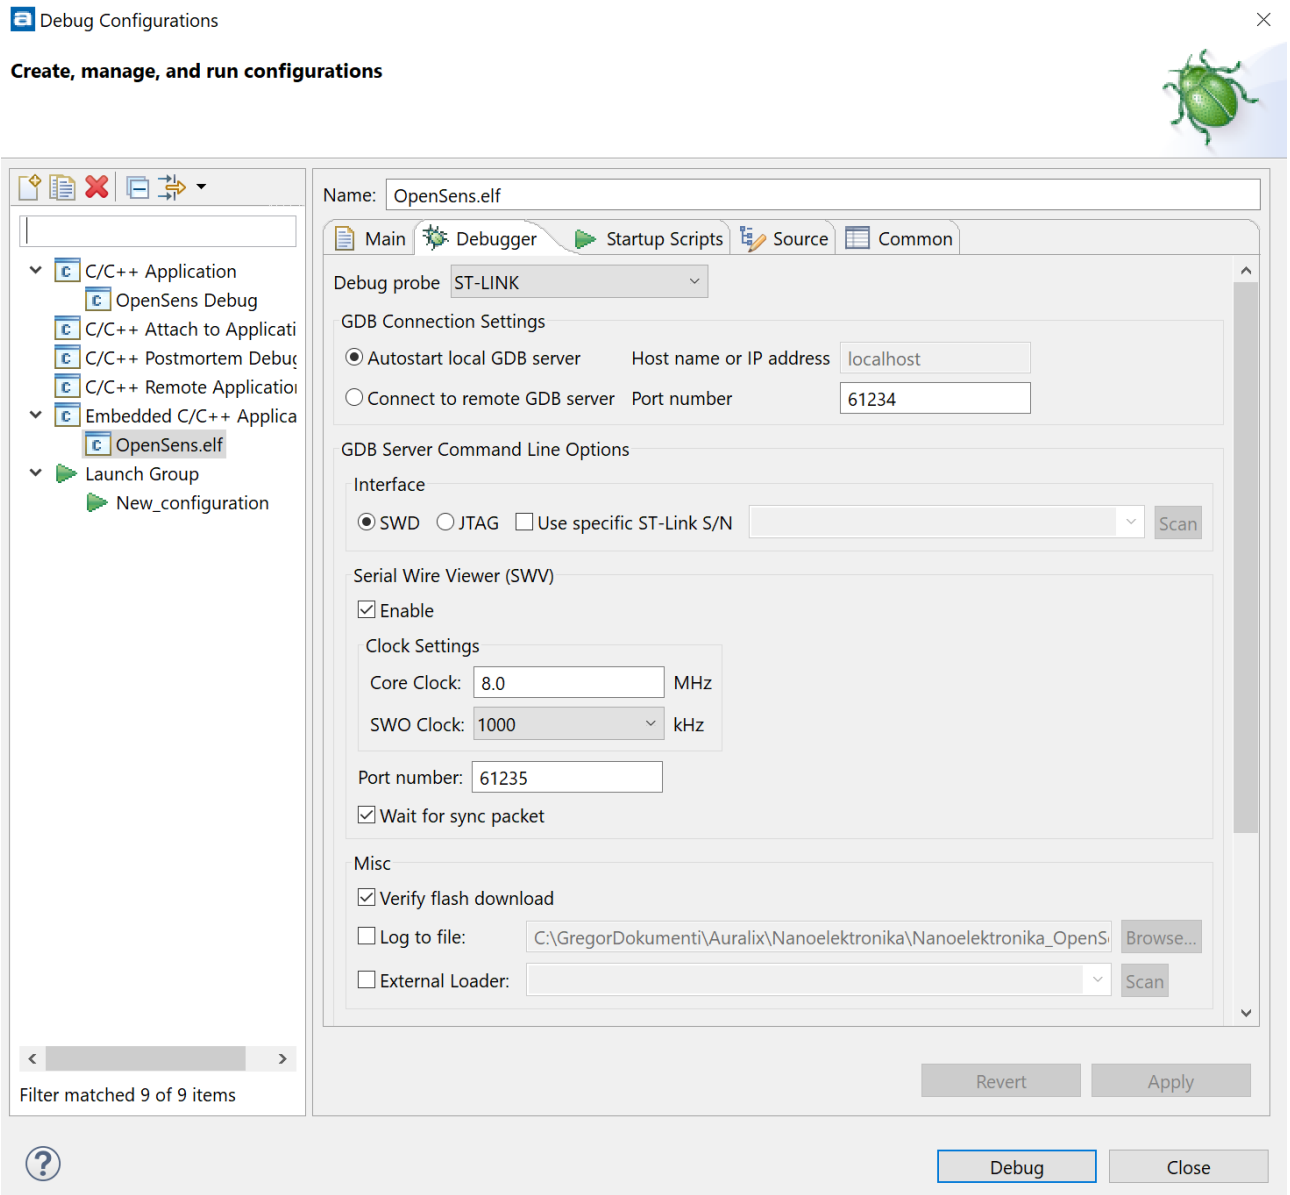 Debug Configurations
Create, manage, and run configurations
C/C++ Application
OpenSens Debug
C/C++ Attach to Applicati
C/C++ Postmortem Debug
C/C++ Remote Application
Embedded C/C++ Applica
OpenSens.elf
Launch Group
New_configuration
Filter matched 9 of 9 items
Name: OpenSens.elf
Main Debugger Startup Scripts Source Common
Debug probe ST-LINK
GDB Connection Settings
Autostart local GDB server Host name or IP address localhost
Connect to remote GDB server Port number 61234
GDB Server Command Line Options
Interface
SWD JTAG Use specific ST-Link S/N Scan
Serial Wire Viewer (SWV)
Enable
Clock Settings
Core Clock: 8.0 MHz
SWO Clock: 1000 kHz
Port number: 61235
Wait for sync packet
Misc
Verify flash download
Log to file: C:\GregorDokumenti\Auralix\Nanoelektronika\Nanoelektronika_OpenS Browse...
External Loader: Scan
Revert Apply
Debug Close